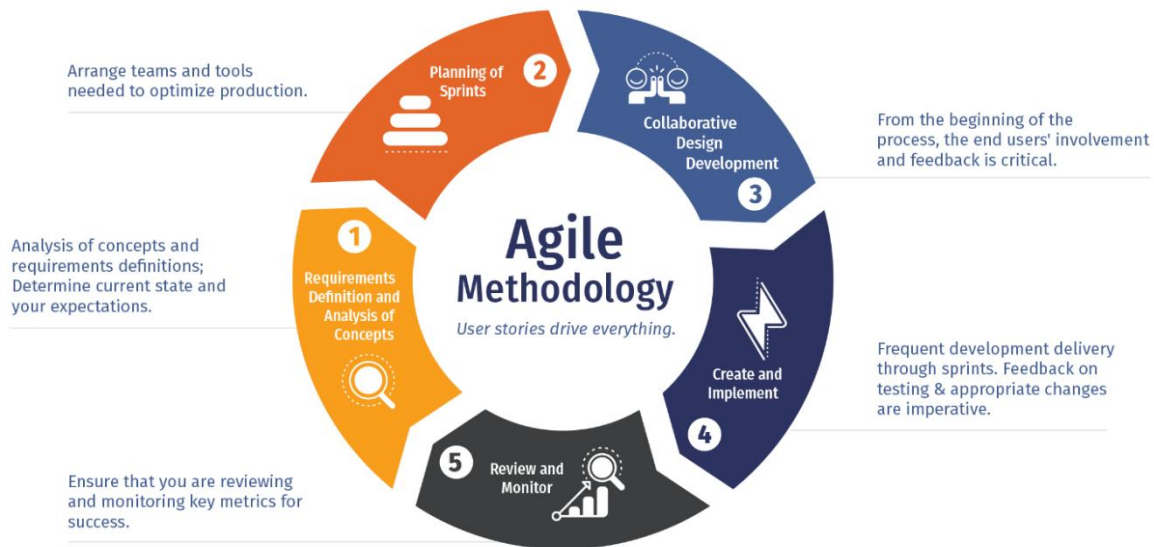 Agile
Methodology
User stories drive everything.
1
Requirements
Definition and
Analysis of
Concepts
Analysis of concepts and
requirements definitions;
Determine current state and
your expectations.
Planning of
Sprints
2
Arrange teams and tools
needed to optimize production.
Collaborative
Design
Development
3
From the beginning of the
process, the end users' involvement
and feedback is critical.
Create and
Implement
4
Frequent development delivery
through sprints. Feedback on
testing & appropriate changes
are imperative.
5
Review and
Monitor
Ensure that you are reviewing
and monitoring key metrics for
success.